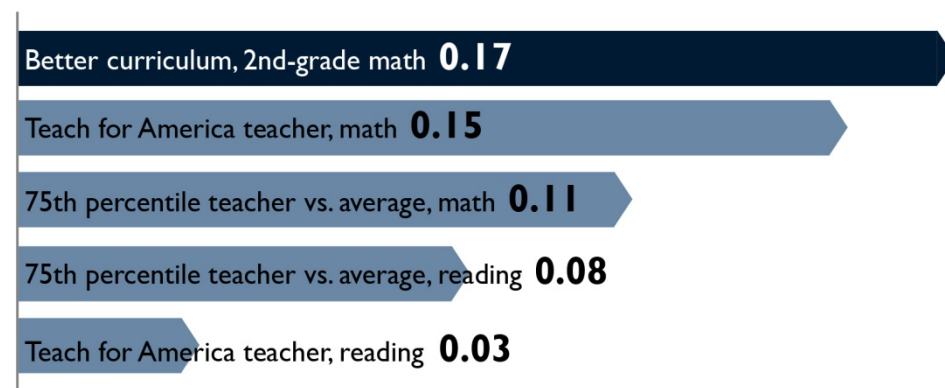 Better curriculum, 2nd-grade math 0.17
Teach for America teacher, math 0.15
75th percentile teacher vs. average, math 0.11
75th percentile teacher vs. average, reading 0.08
Teach for America teacher, reading 0.03